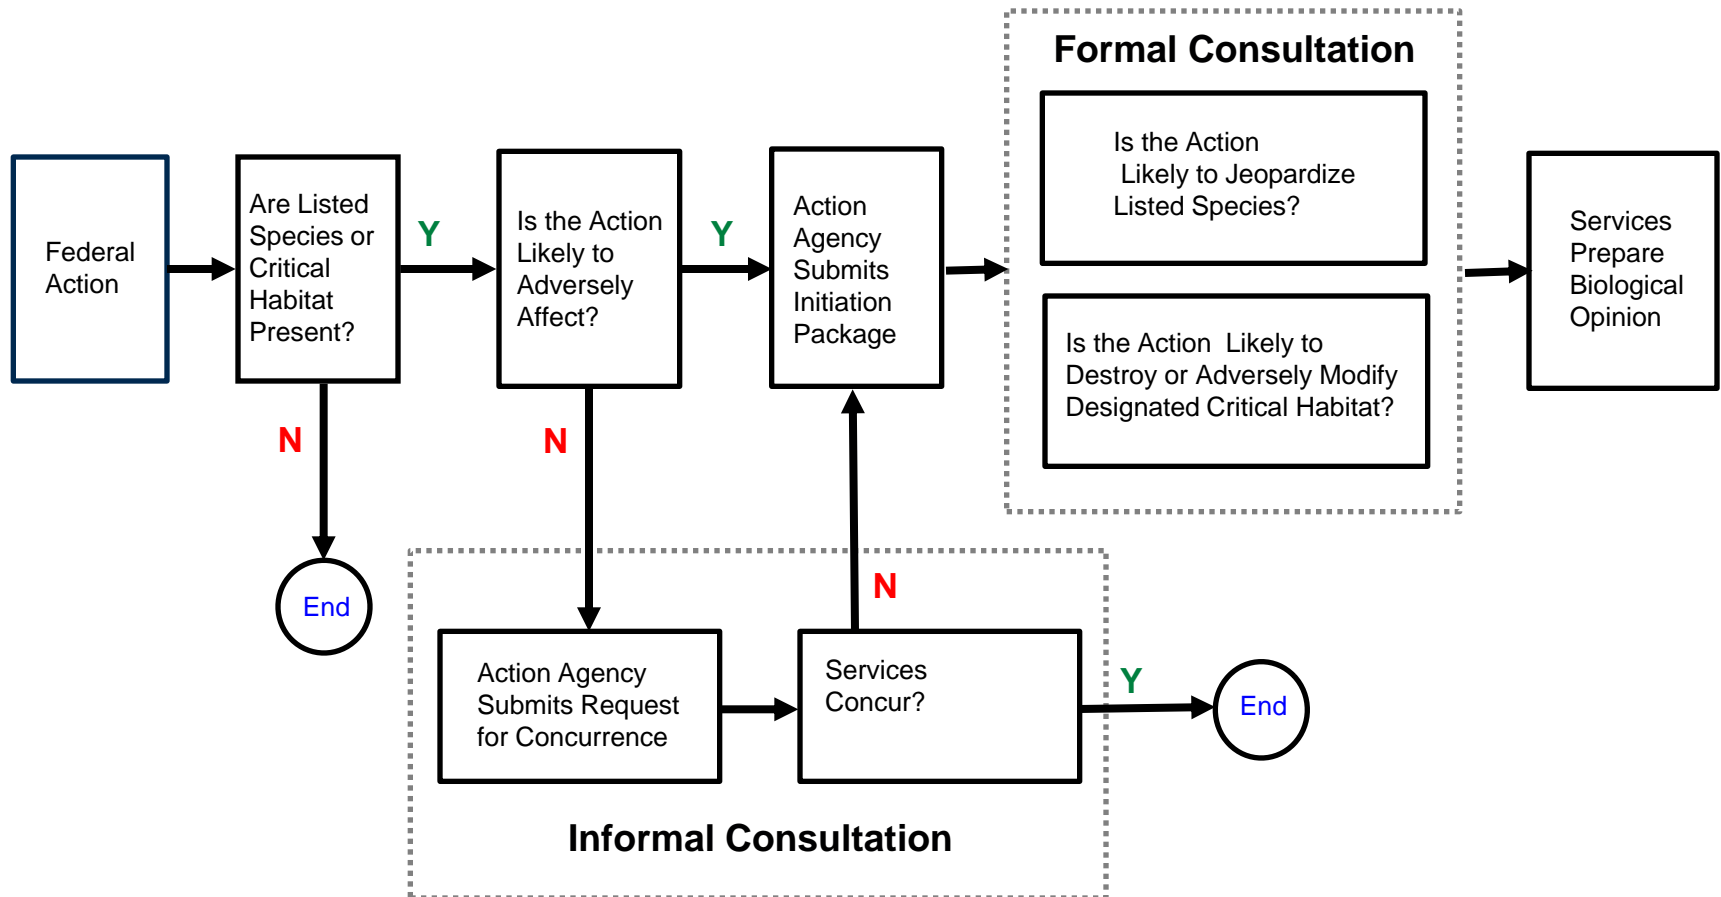 Formal Consultation
Federal
Action
Are Listed
Species or
Critical
Habitat
Present?
Y
N
End
Is the Action
Likely to
Adversely
Affect?
Y
N
Action
Agency
Submits
Initiation
Package
Is the Action
Likely to Jeopardize
Listed Species?
Is the Action Likely to
Destroy or Adversely Modify
Designated Critical Habitat?
Services
Prepare
Biological
Opinion
Action Agency
Submits Request
for Concurrence
Services
Concur?
N
Y
End
Informal Consultation